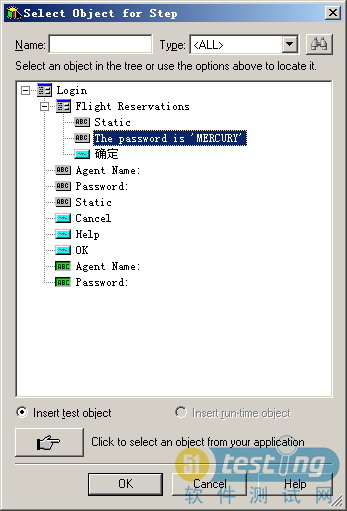 Select Object for Step
Name:
Type: <ALL>
Select an object in the tree or use the options above to locate it.
Login
Flight Reservations
Static
The password is 'MERCURY'
确定
Agent Name:
Password:
Static
Cancel
Help
OK
Agent Name:
Password:
Insert test object
Insert run-time object
Click to select an object from your application
OK
Cancel
Help
51testing
软件测试网